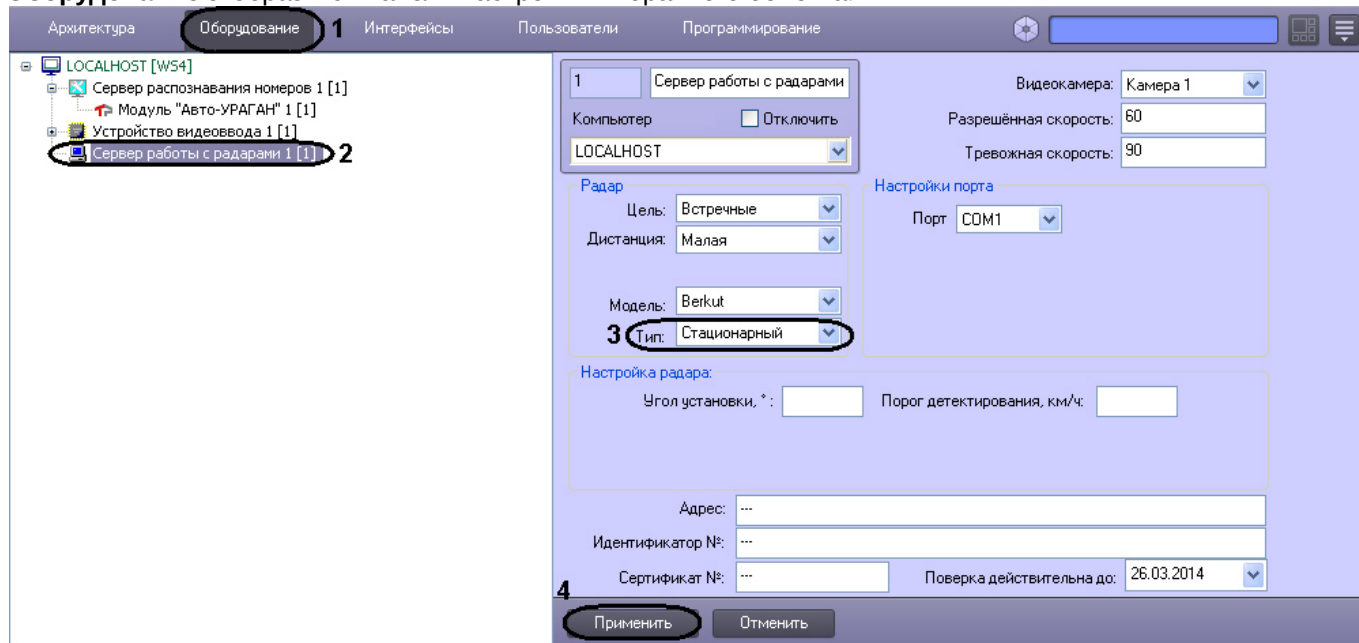 Архитектура Оборудование 1 Интерфейсы Пользователи Программирование
LOCALHOST [WS4]
Сервер распознавания номеров 1 [1]
Модуль "Авто-УРАГАН" 1 [1]
Устройство видеоввода 1 [1]
Сервер работы с радарами 1 [1] 2
1 Сервер работы с радарами
Компьютер Отключить
LOCALHOST
Видеокамера: Камера 1
Разрешённая скорость: 60
Тревожная скорость: 90
Радар
Цель: Встречные
Дистанция: Малая
Модель: Berkut
3 Тип: Стационарный
Настройки порта
Порт COM1
Настройка радара:
Угол установки, ° : Порог детектирования, км/ч:
Адрес: ---
Идентификатор №: ---
Сертификат №: --- Поверка действительна до: 26.03.2014
4
Применить Отменить